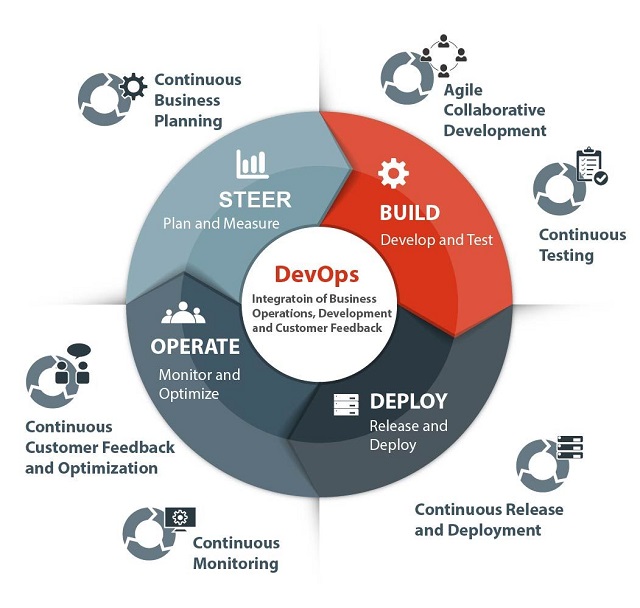 Continuous
Business
Planning
Agile
Collaborative
Development
STEER
Plan and Measure
BUILD
Develop and Test
Continuous
Testing
DevOps
Integratoin of Business
Operations, Development
and Customer Feedback
OPERATE
Monitor and
Optimize
DEPLOY
Release and
Deploy
Continuous
Customer Feedback
and Optimization
Continuous Release
and Deployment
Continuous
Monitoring